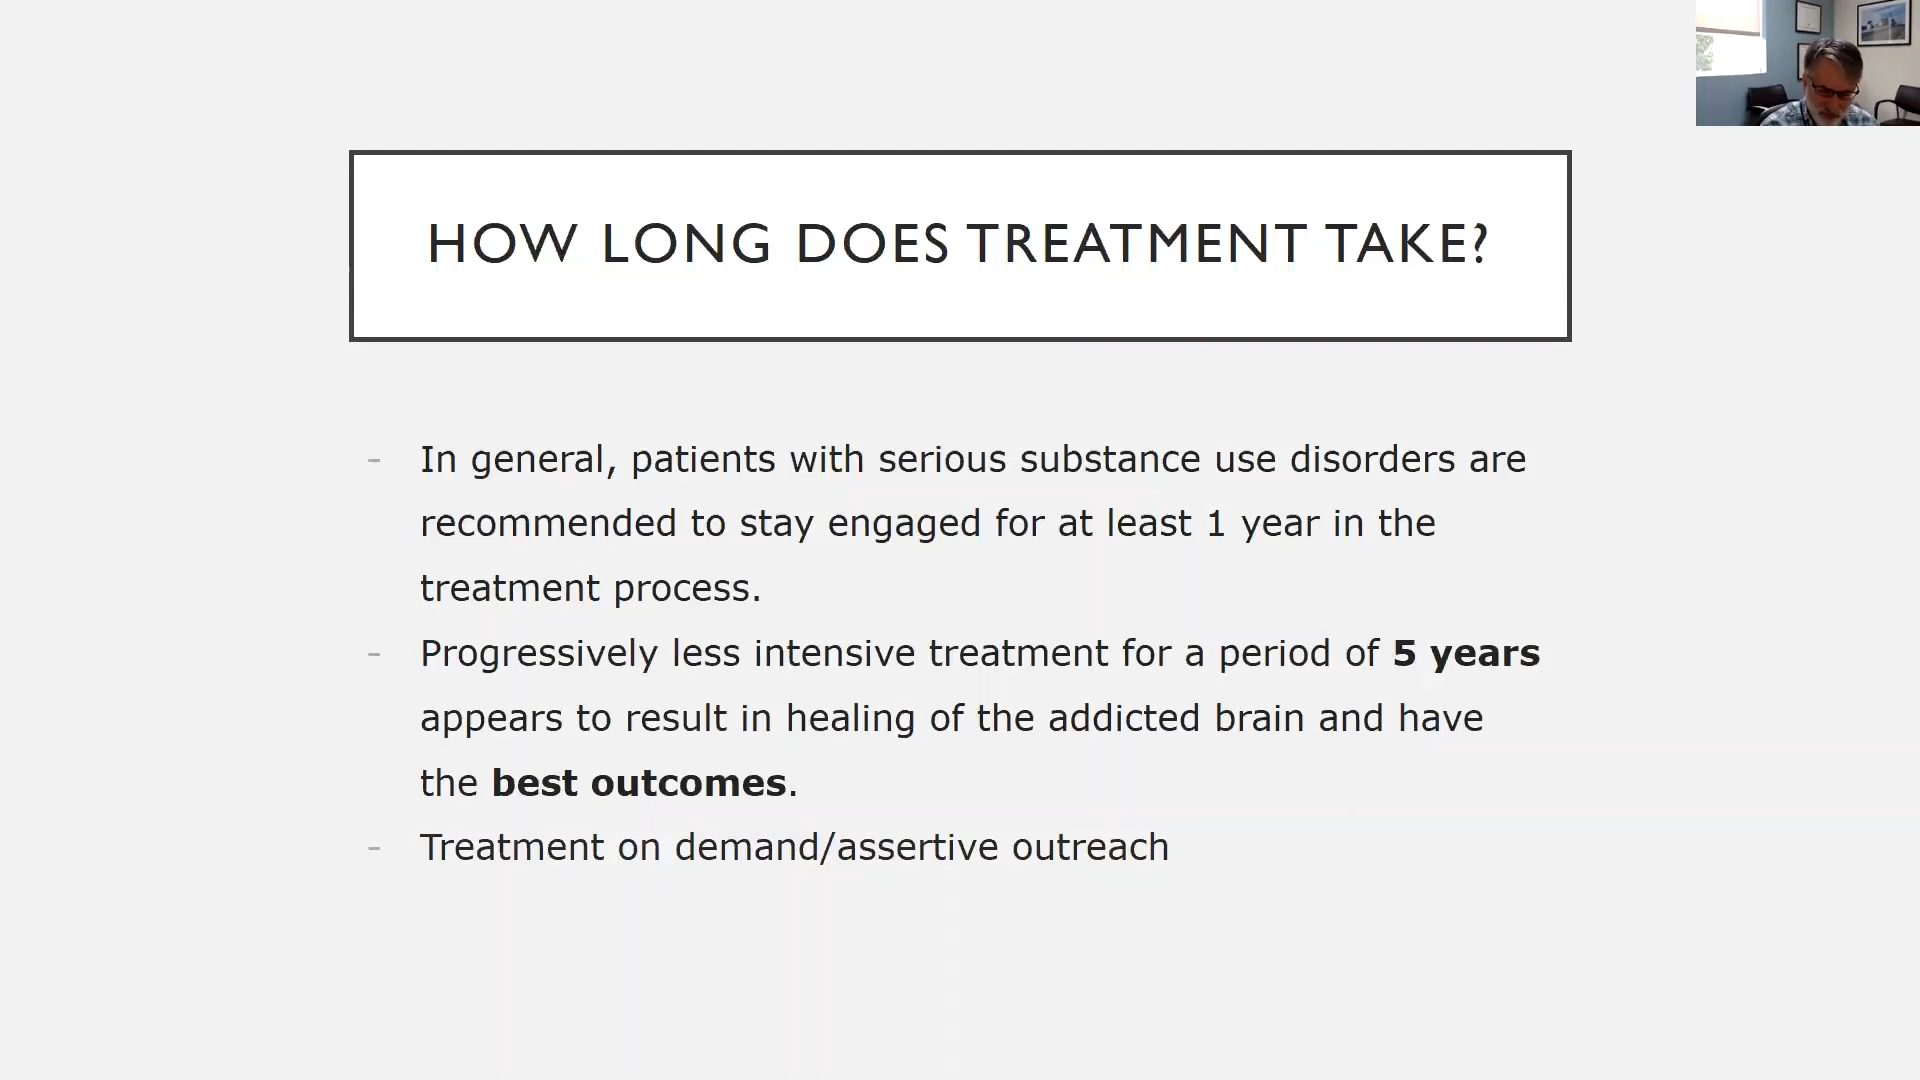 HOW LONG DOES TREATMENT TAKE?
- In general, patients with serious substance use disorders are
recommended to stay engaged for at least 1 year in the
treatment process.
- Progressively less intensive treatment for a period of 5 years
appears to result in healing of the addicted brain and have
the best outcomes.
- Treatment on demand/assertive outreach